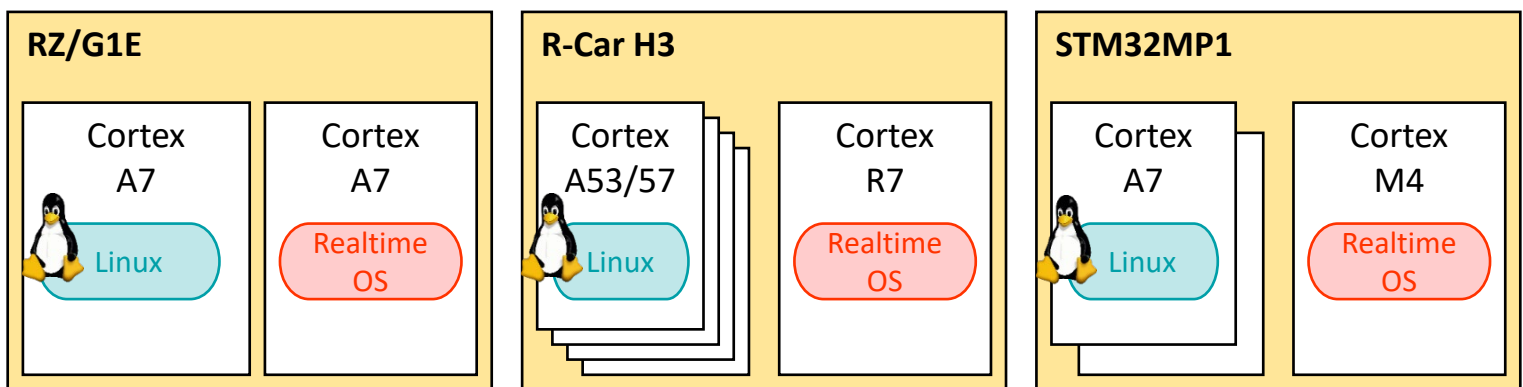 RZ/G1E
Cortex
A7
Linux
Cortex
A7
Realtime
OS
R-Car H3
Cortex
A53/57
Linux
Cortex
R7
Realtime
OS
STM32MP1
Cortex
A7
Linux
Cortex
M4
Realtime
OS